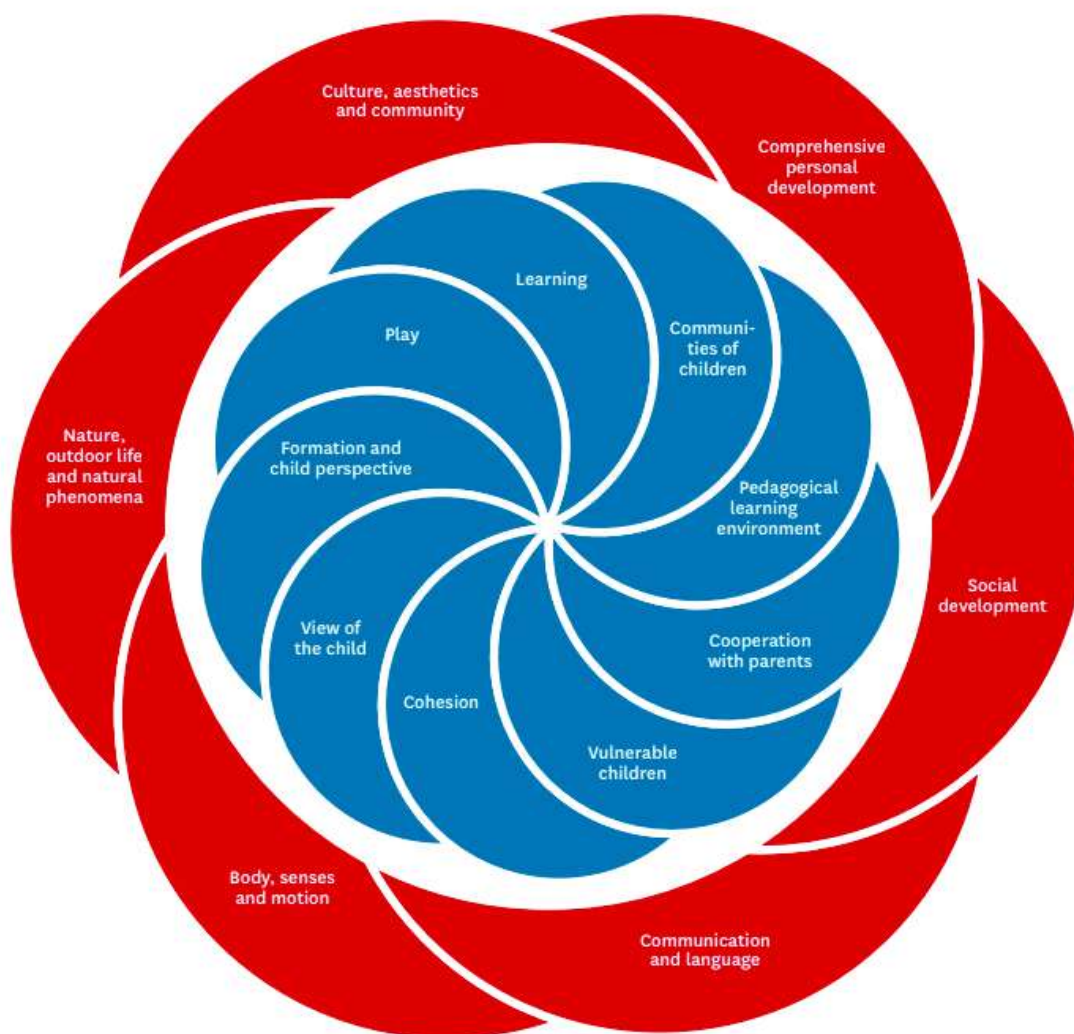 Culture, aesthetics
and community
Comprehensive
personal
development
Social
development
Communication
and language
Body, senses
and motion
Nature,
outdoor life
and natural
phenomena
Learning
Communi-
ties of
children
Pedagogical
learning
environment
Cooperation
with parents
Vulnerable
children
Cohesion
View of
the child
Formation and
child perspective
Play